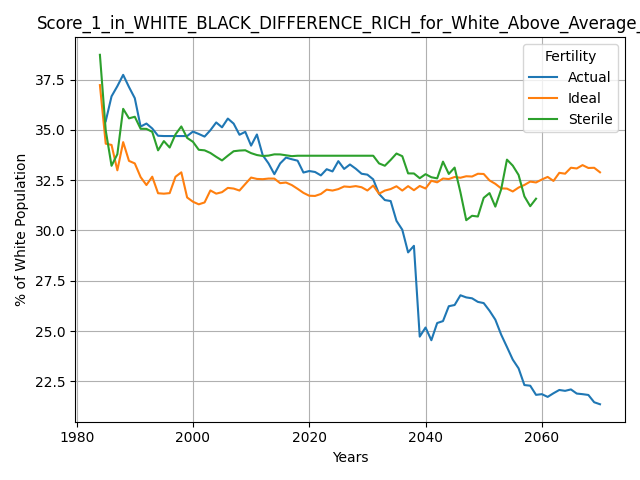 Score_1_in_WHITE_BLACK_DIFFERENCE_RICH_for_White_Above_Average_
Fertility
Actual
Ideal
Sterile
% of White Population
37.5
35.0
32.5
30.0
27.5
25.0
22.5
1980
2000
2020
2040
2060
Years